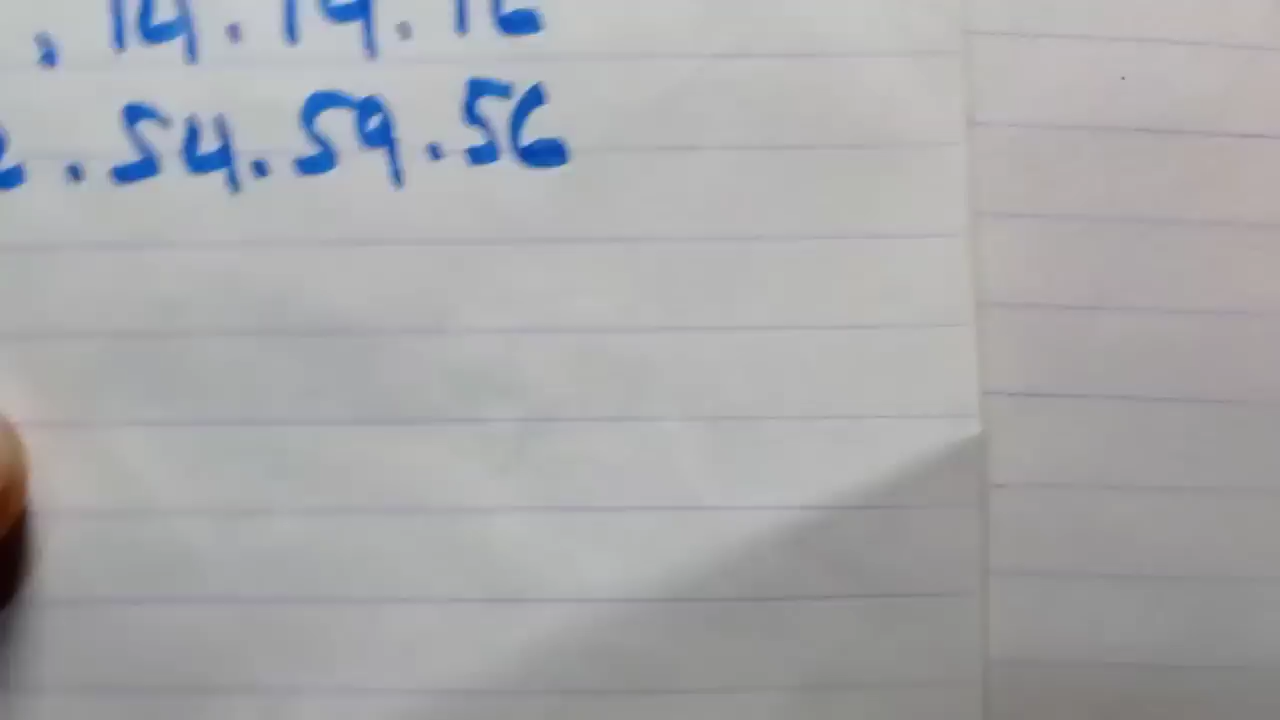 . 14 . 19 . 16
. 54 . 59 . 56